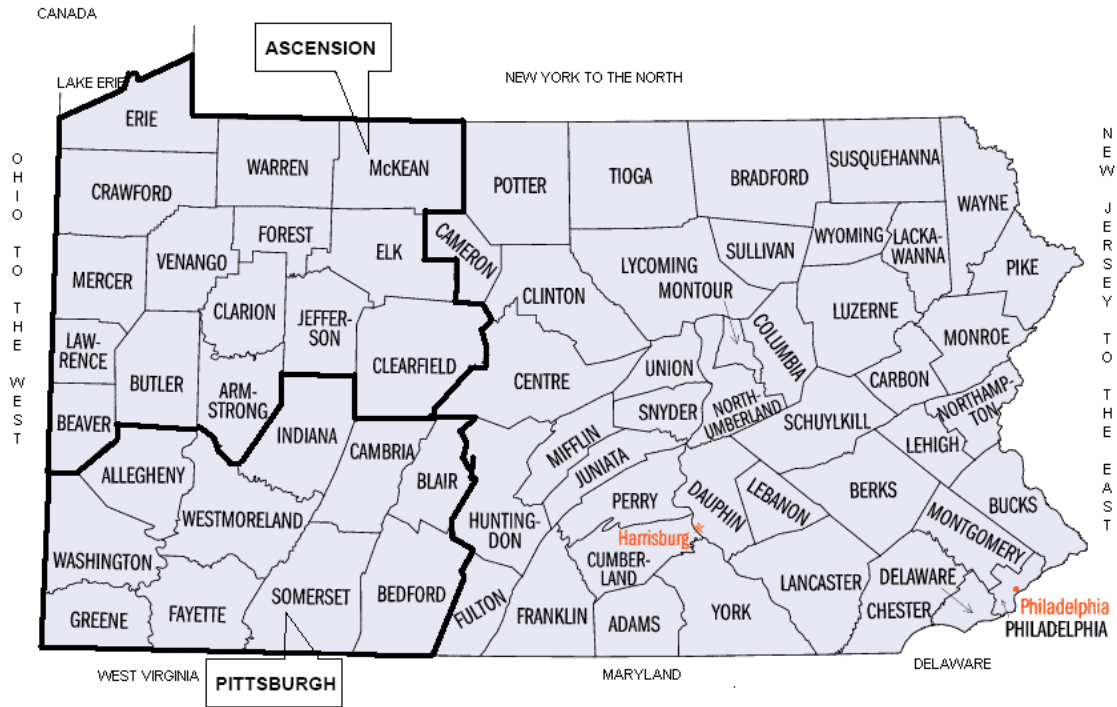 CANADA
ASCENSION
LAKE ERIE
NEW YORK TO THE NORTH
OHIO TO THE WEST
NEW JERSEY TO THE EAST
ERIE
WARREN
McKEAN
POTTER
TIOGA
BRADFORD
SUSQUEHANNA
CRAWFORD
WAYNE
FOREST
ELK
CAMERON
SULLIVAN
WYOMING
LACKA-
WANNA
VENANGO
MERCER
LYCOMING
PIKE
MONTOUR
CLINTON
CLARION
JEFFER-
SON
LUZERNE
COLUMBIA
MONROE
LAW-
RENCE
CLEARFIELD
CENTRE
UNION
CARBON
BUTLER
ARM-
STRONG
SNYDER
NORTH-
UMBERLAND
NORTHAMP-
TON
BEAVER
INDIANA
SCHUYLKILL
LEHIGH
ALLEGHENY
CAMBRIA
BLAIR
MIFFLIN
JUNIATA
PERRY
DAUPHIN
LEBANON
BERKS
BUCKS
WESTMORELAND
HUNTING-
DON
Harrisburg
MONTGOMERY
WASHINGTON
CUMBER-
LAND
LANCASTER
DELAWARE
GREENE
FAYETTE
SOMERSET
BEDFORD
FULTON
FRANKLIN
ADAMS
YORK
CHESTER
Philadelphia
PHILADELPHIA
WEST VIRGINIA
PITTSBURGH
MARYLAND
DELAWARE